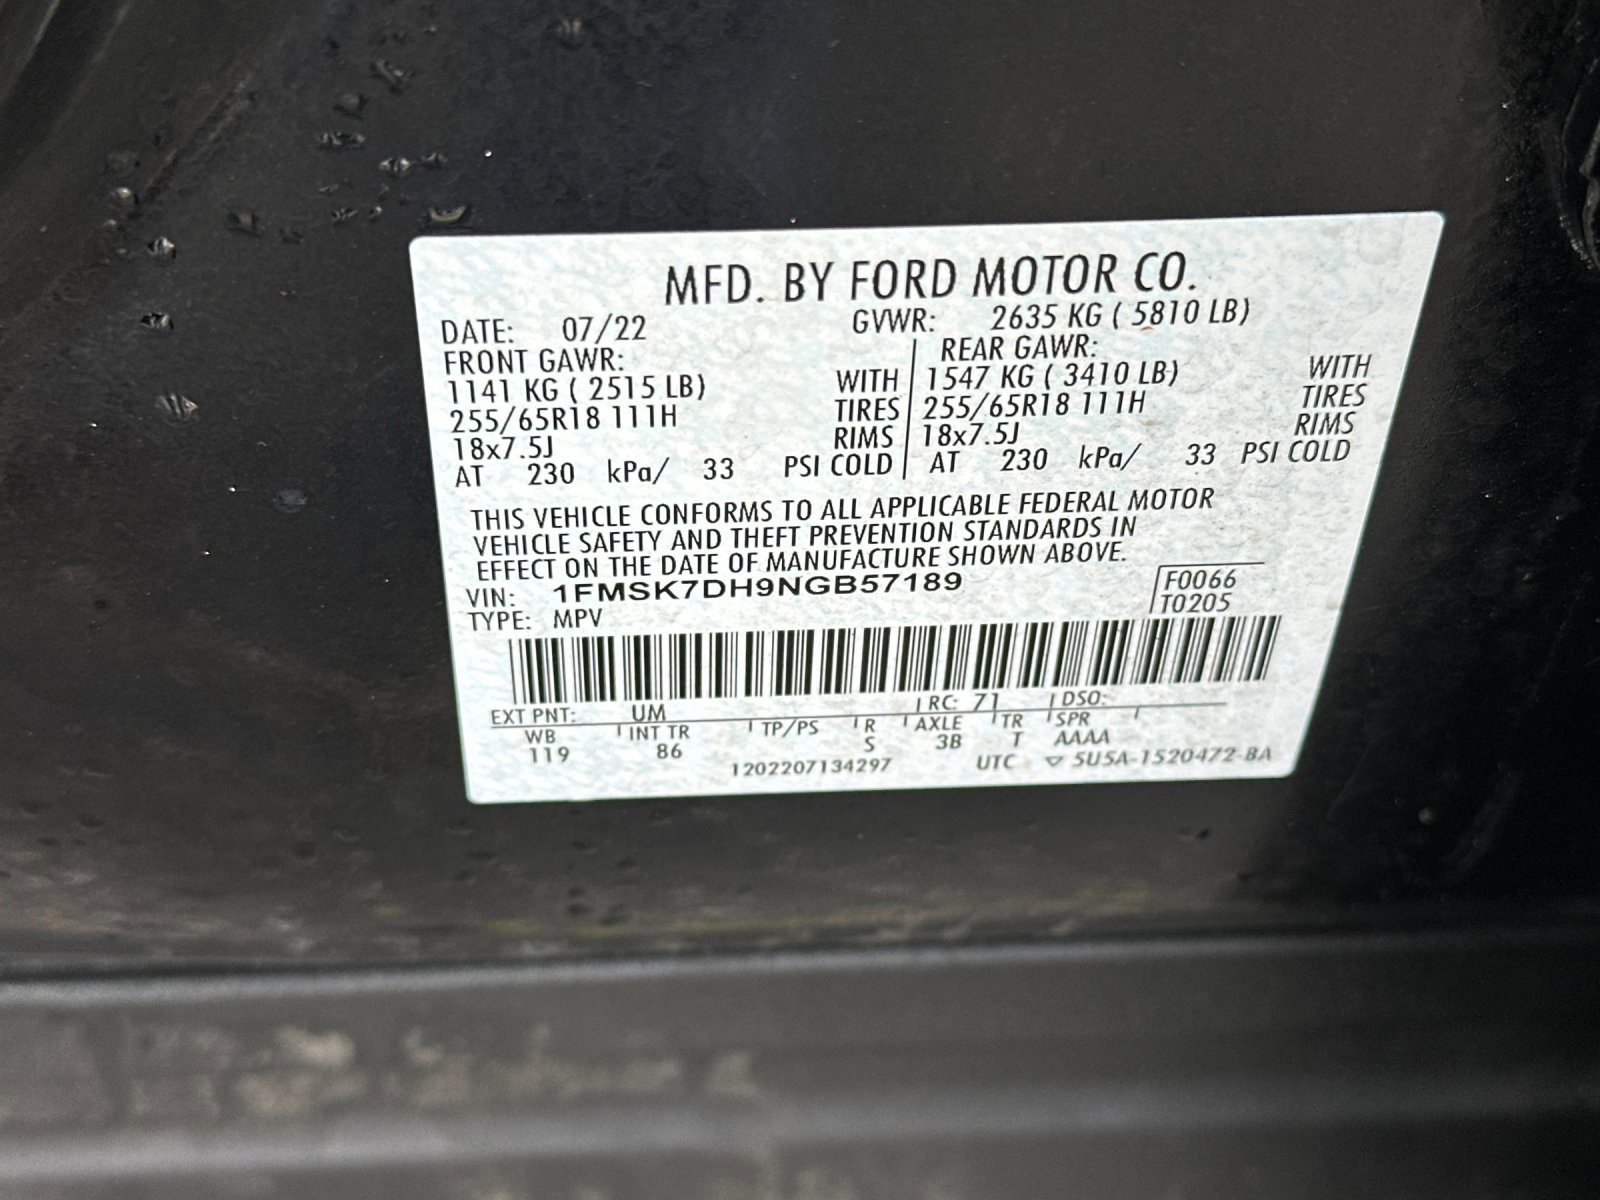 MFD. BY FORD MOTOR CO.
DATE: 07/22 GVWR: 2635 KG ( 5810 LB)
FRONT GAWR: REAR GAWR:
1141 KG ( 2515 LB) WITH 1547 KG ( 3410 LB) WITH
255/65R18 111H TIRES 255/65R18 111H TIRES
18x7.5J RIMS 18x7.5J RIMS
AT 230 kPa/ 33 PSI COLD AT 230 kPa/ 33 PSI COLD
THIS VEHICLE CONFORMS TO ALL APPLICABLE FEDERAL MOTOR
VEHICLE SAFETY AND THEFT PREVENTION STANDARDS IN
EFFECT ON THE DATE OF MANUFACTURE SHOWN ABOVE.
VIN: 1FMSK7DH9NGB57189 F0066
TYPE: MPV T0205
EXT PNT: UM RC: 71 DSO:
WB INT TR TP/PS R AXLE TR SPR
119 86 S 3B T AAAA
1202207134297 UTC ▽ 5U5A-1520472-BA